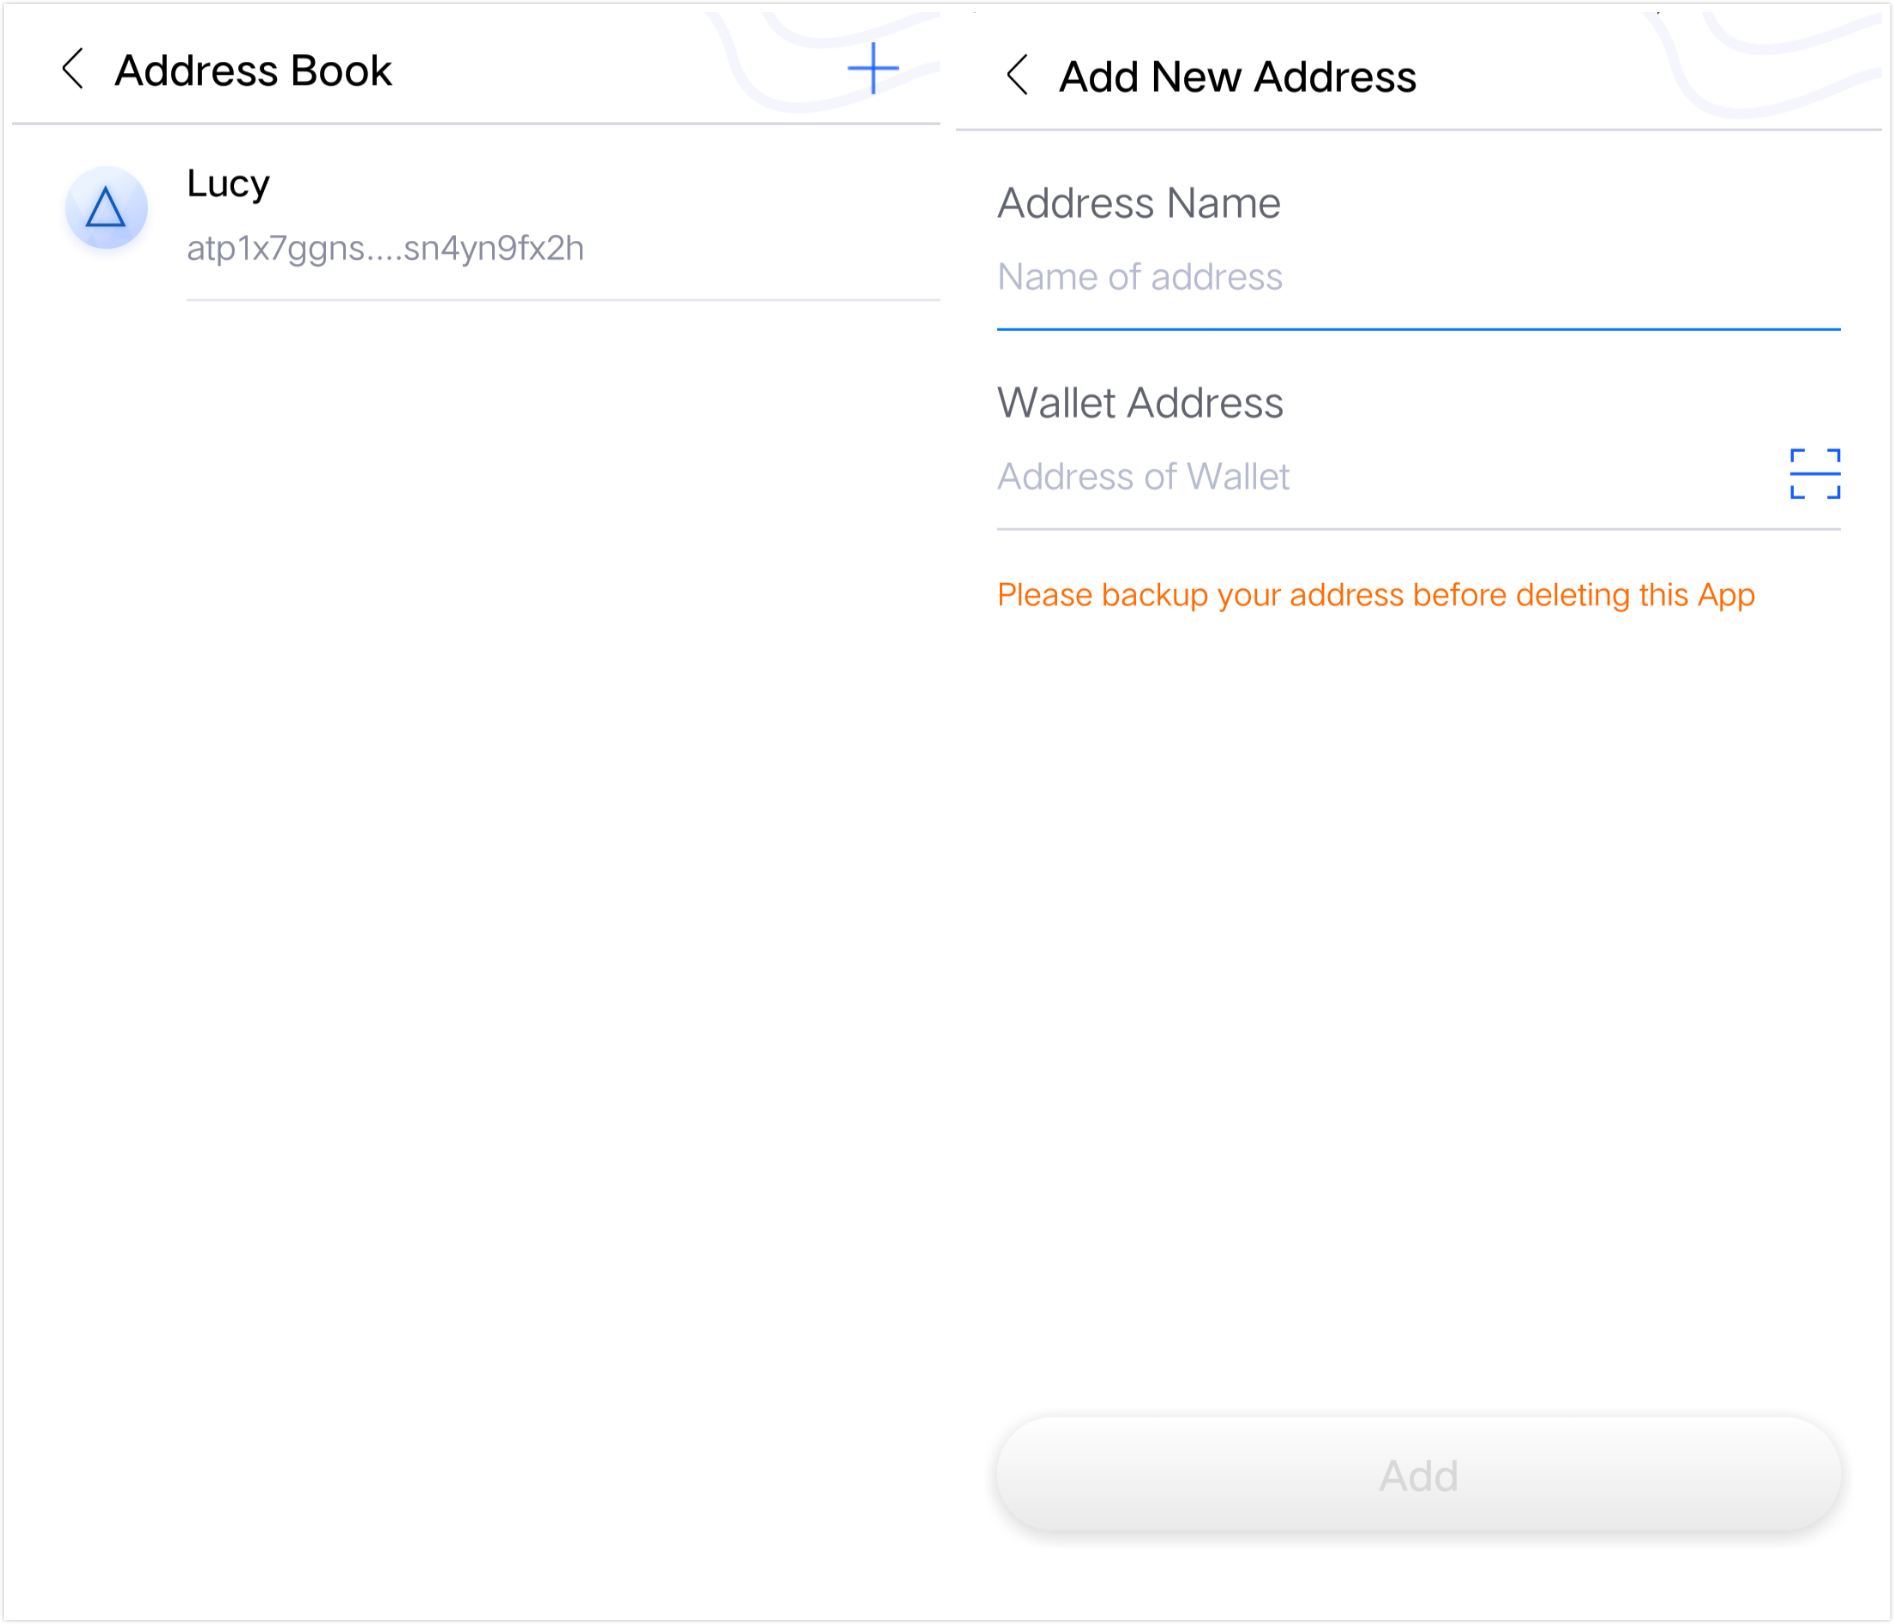 Address Book
Lucy
atp1x7ggns....sn4yn9fx2h
Add New Address
Address Name
Name of address
Wallet Address
Address of Wallet
Please backup your address before deleting this App
Add